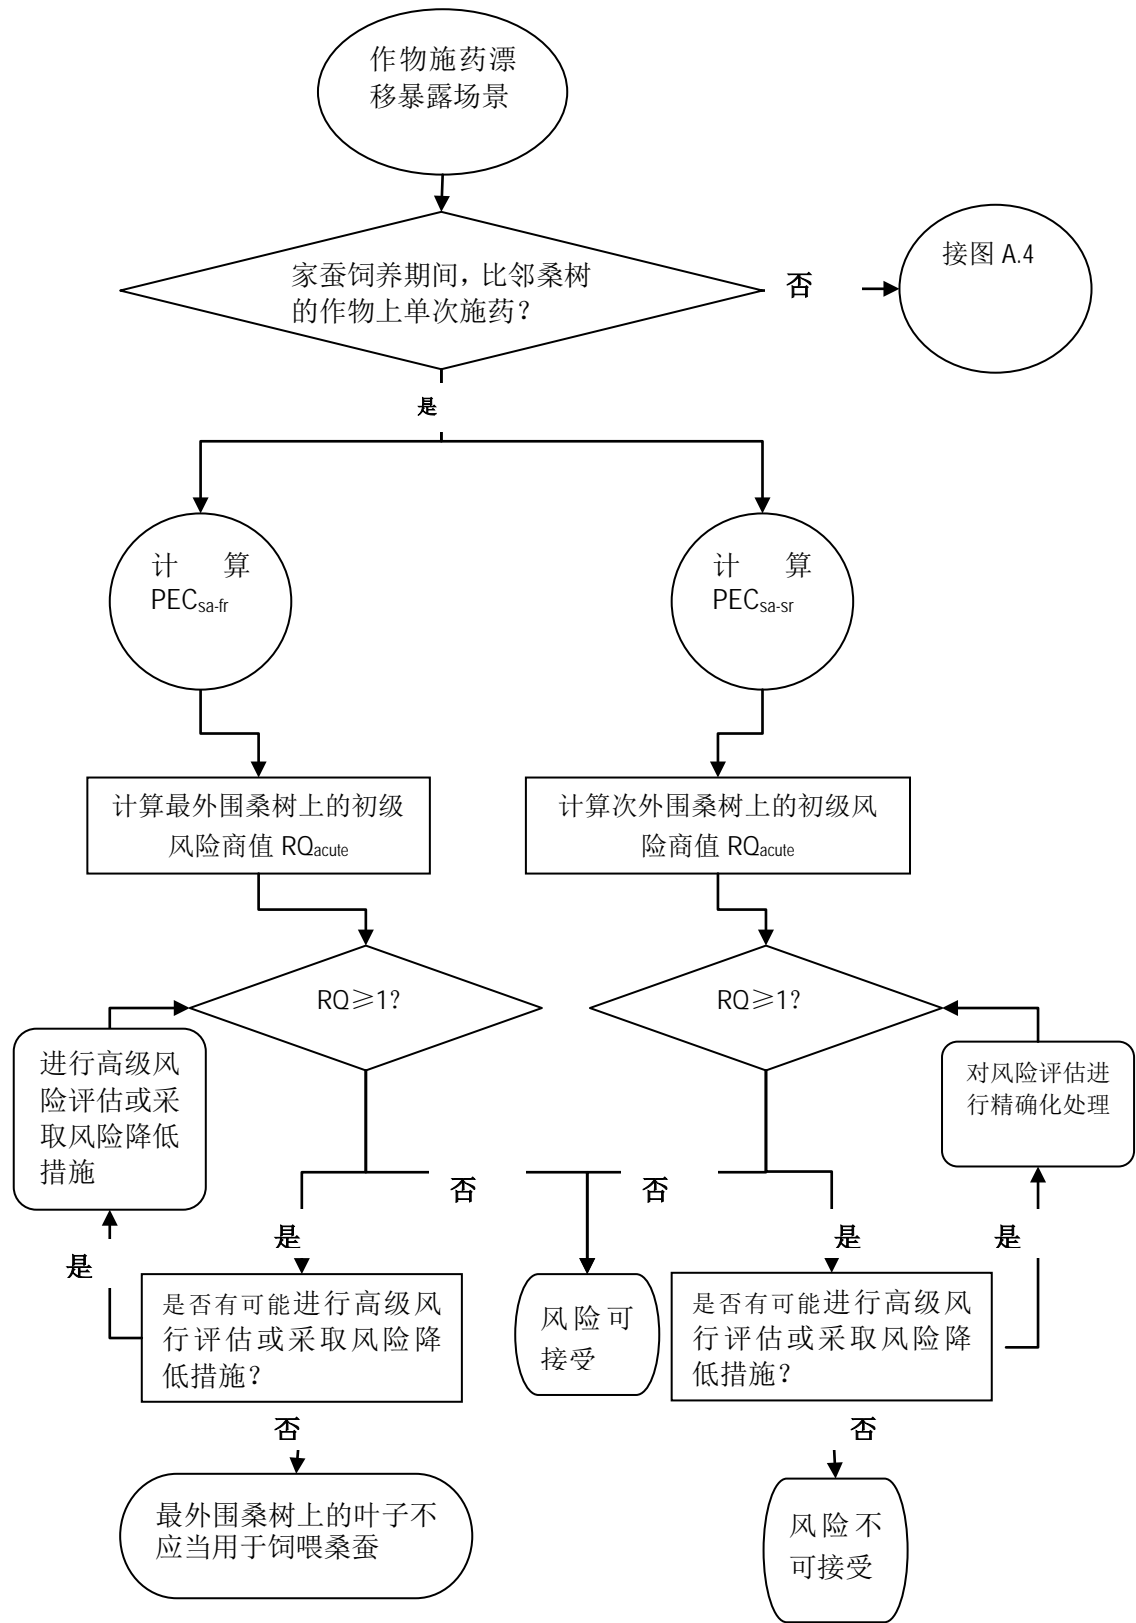 作物施药漂
移暴露场景
家蚕饲养期间，比邻桑树
的作物上单次施药？
否
接图 A.4
是
计 算
PECsa-fr
计 算
PECsa-sr
计算最外围桑树上的初级
风险商值 RQacute
计算次外围桑树上的初级风
险商值 RQacute
RQ≥1?
RQ≥1?
进行高级风
险评估或采
取风险降低
措施
对风险评估进
行精确化处理
否
否
是
是
是
是
是否有可能进行高级风
行评估或采取风险降
低措施？
风险可
接受
是否有可能进行高级风
行评估或采取风险降
低措施？
否
否
最外围桑树上的叶子不
应当用于饲喂桑蚕
风险不
可接受